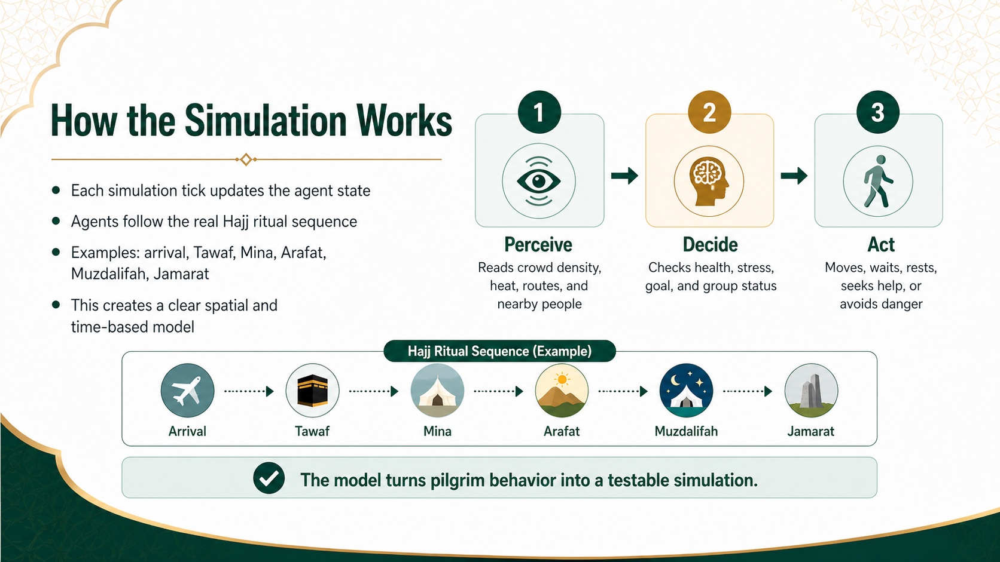 How the Simulation Works
Each simulation tick updates the agent state
Agents follow the real Hajj ritual sequence
Examples: arrival, Tawaf, Mina, Arafat,
Muzdalifah, Jamarat
This creates a clear spatial and
time-based model
1
Perceive
Reads crowd density,
heat, routes, and
nearby people
2
Decide
Checks health, stress,
goal, and group status
3
Act
Moves, waits, rests,
seeks help, or
avoids danger
Hajj Ritual Sequence (Example)
Arrival
Tawaf
Mina
Arafat
Muzdalifah
Jamarat
The model turns pilgrim behavior into a testable simulation.